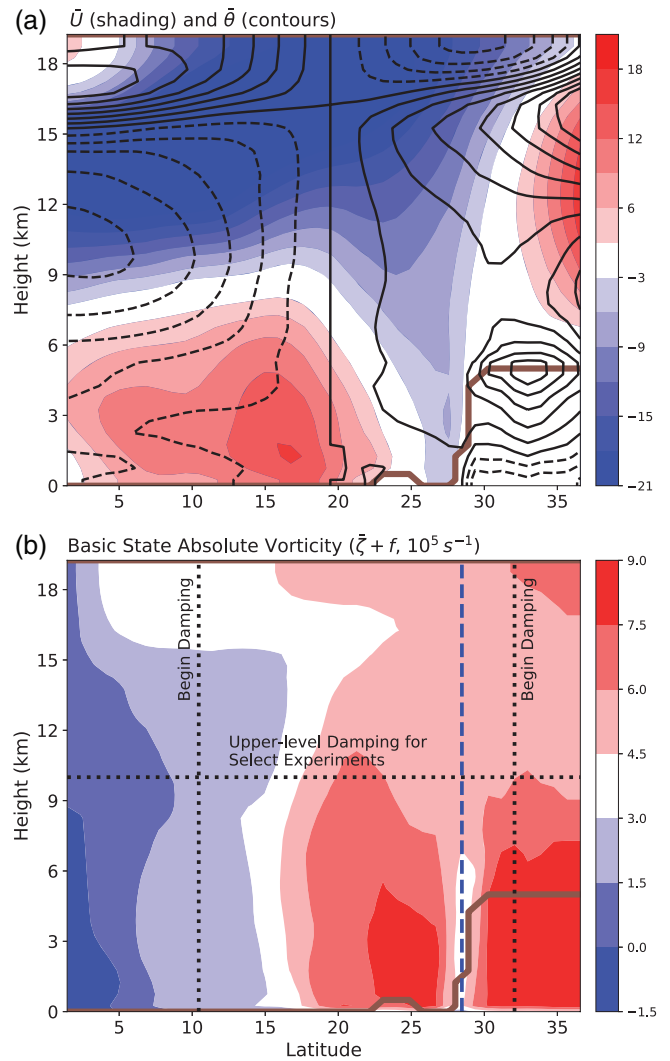 (a) Ū (shading) and θ̄ (contours)
18
15
12
9
6
3
0
Height (km)
5 10 15 20 25 30 35
18
12
6
−3
−9
−15
−21
(b) Basic State Absolute Vorticity (ζ̄ + f, 10⁵ s⁻¹)
18
15
12
9
6
3
0
Height (km)
Begin Damping
Begin Damping
Upper-level Damping for
Select Experiments
5 10 15 20 25 30 35
Latitude
9.0
7.5
6.0
4.5
3.0
1.5
0.0
−1.5